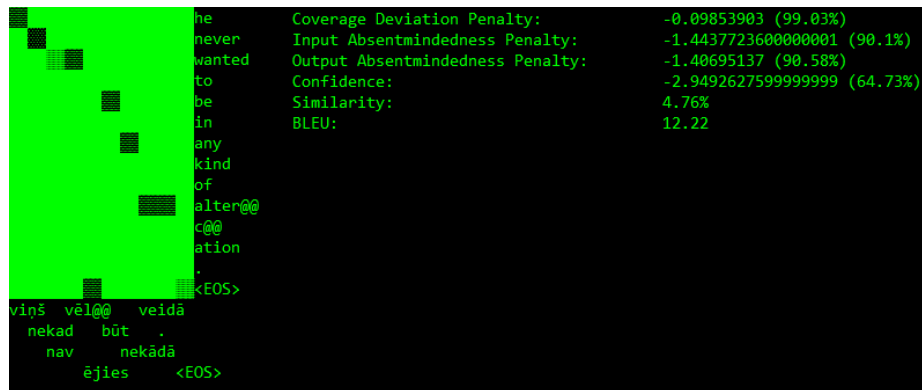 he Coverage Deviation Penalty: -0.09853903 (99.03%)
never Input Absentmindedness Penalty: -1.4437723600000001 (90.1%)
wanted Output Absentmindedness Penalty: -1.40695137 (90.58%)
to Confidence: -2.9492627599999999 (64.73%)
be Similarity: 4.76%
in BLEU: 12.22
any
kind
of
alter@@
c@@
ation
.
<EOS>
viņš vēl@@ veidā
nekad būt .
nav nekādā
ējies <EOS>